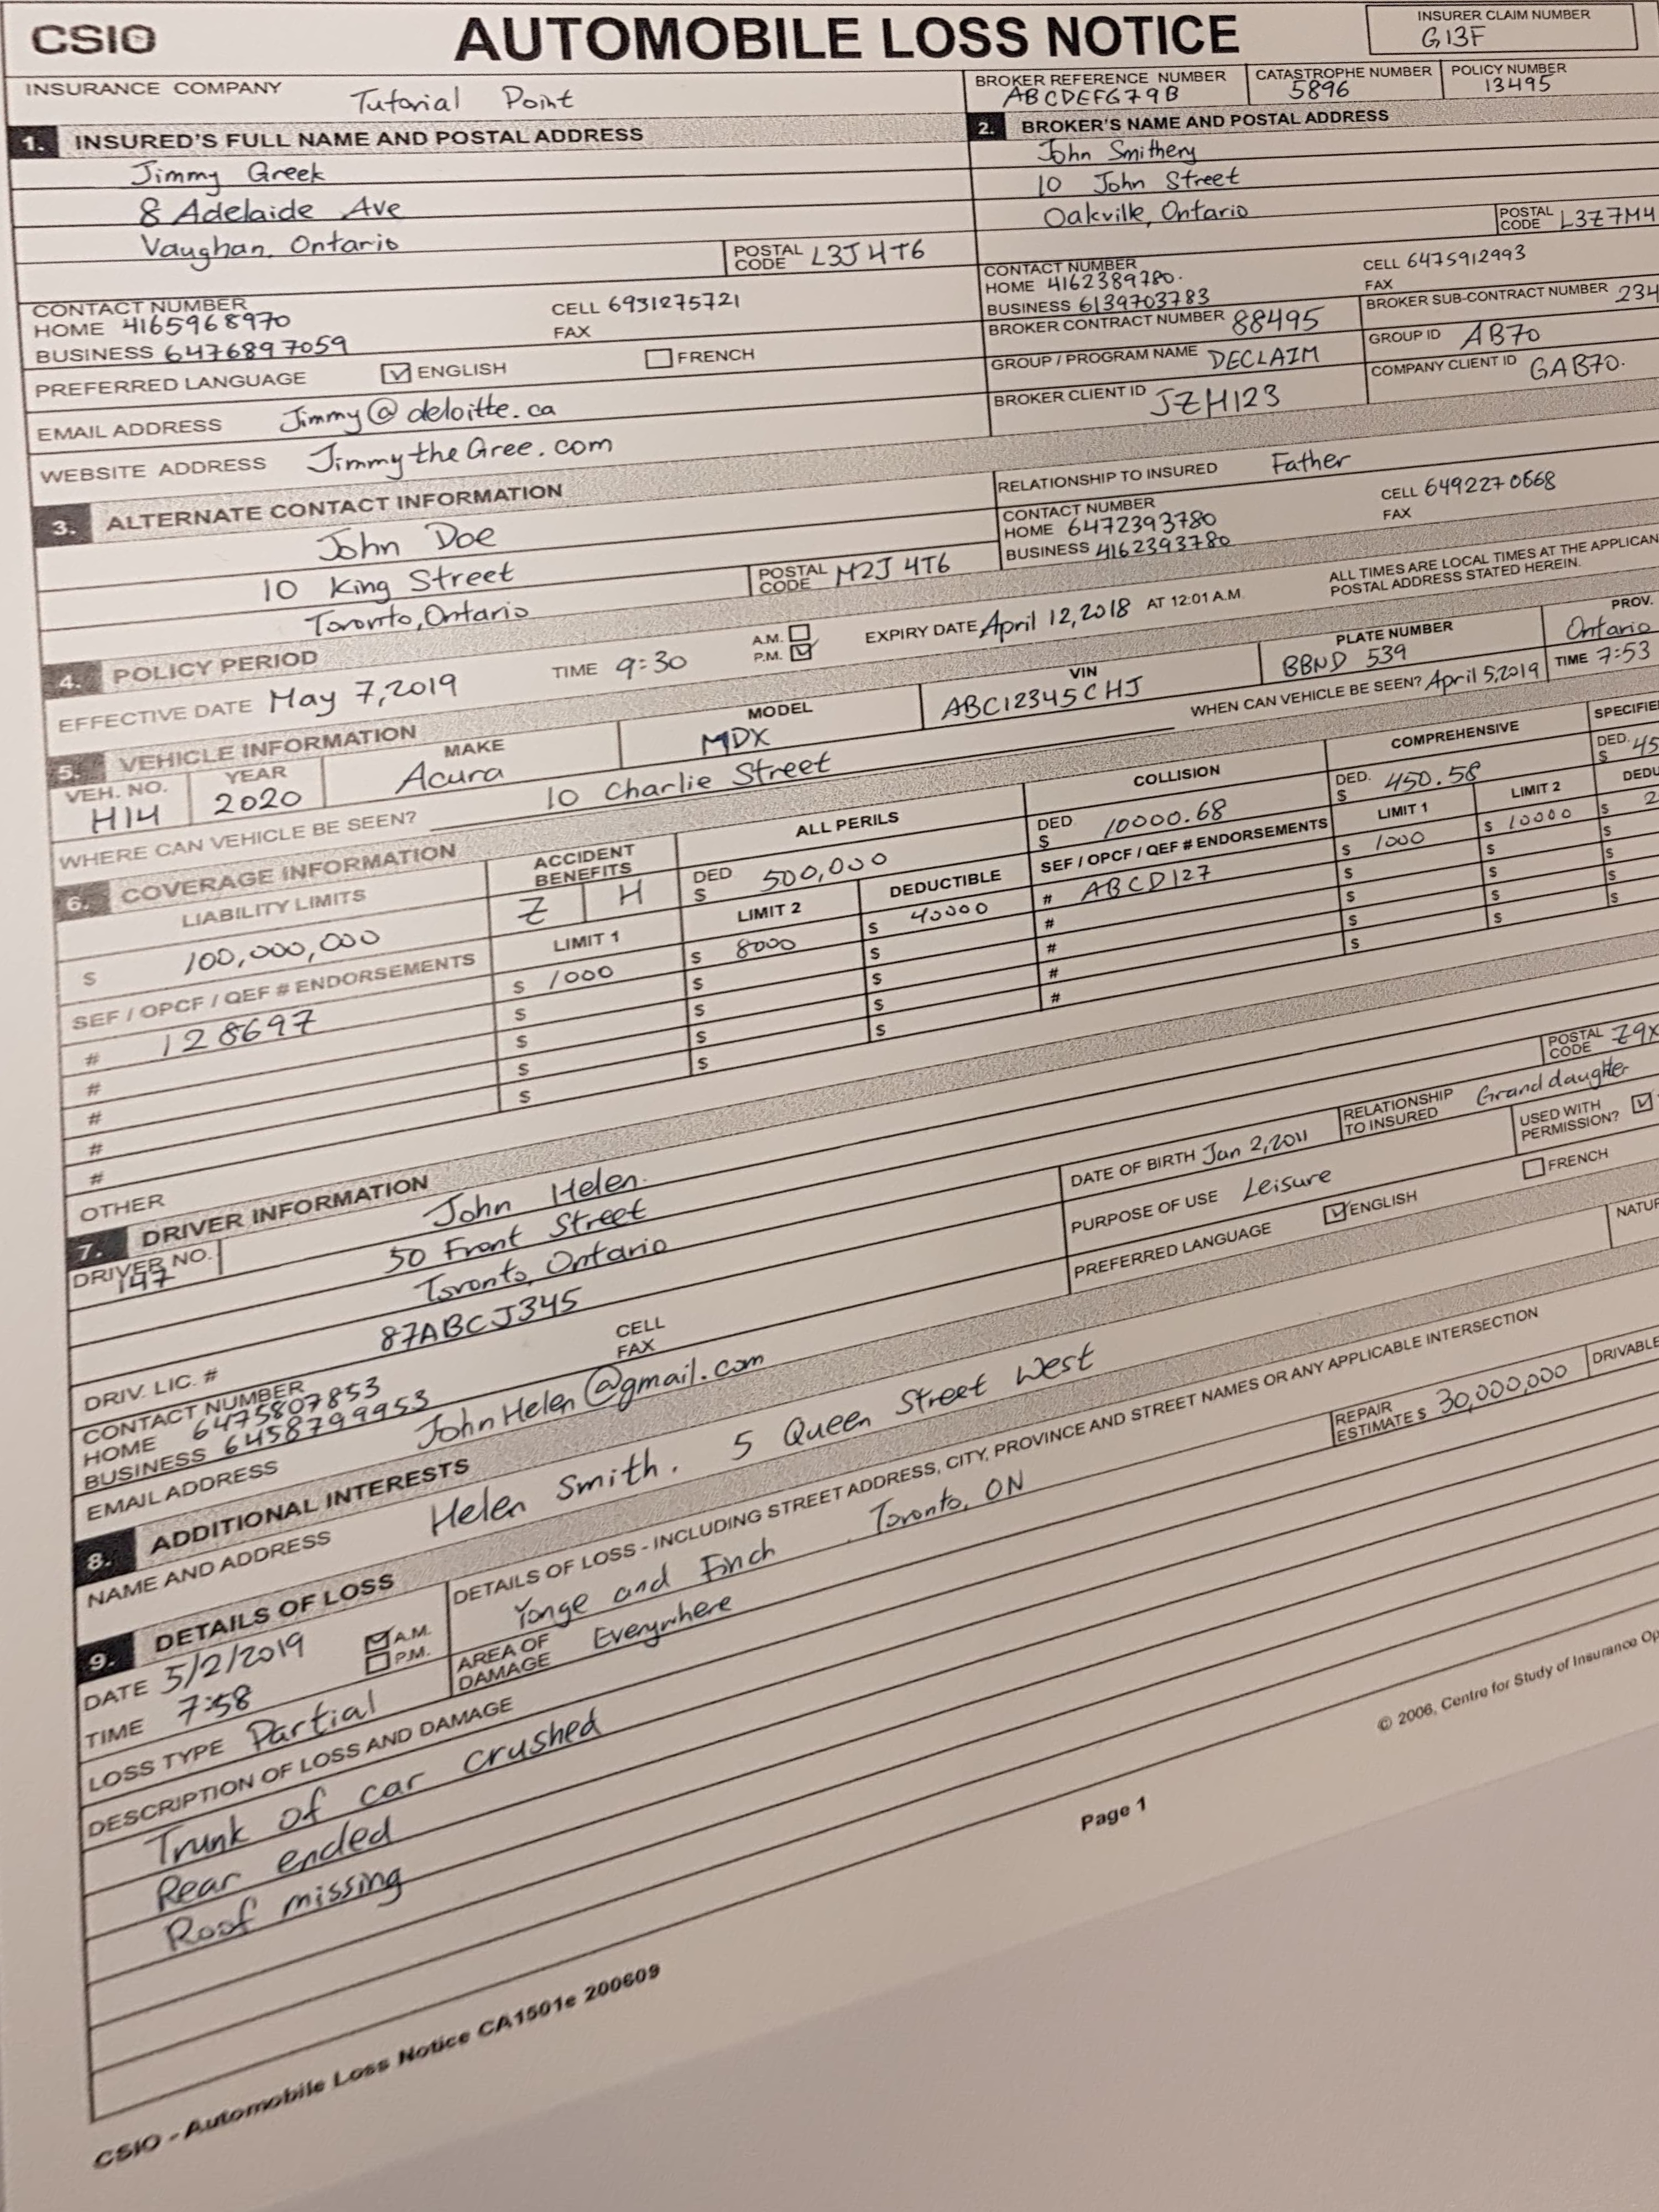 CSIO
AUTOMOBILE LOSS NOTICE
INSURER CLAIM NUMBER
G13F
INSURANCE COMPANY Tutorial Point
BROKER REFERENCE NUMBER
ABCDEFG79B
CATASTROPHE NUMBER
5896
POLICY NUMBER
13495
1. INSURED'S FULL NAME AND POSTAL ADDRESS
Jimmy Greek
8 Adelaide Ave
Vaughan, Ontario
POSTAL CODE L3J 4T6
CONTACT NUMBER
HOME 4165968970
CELL 6931275721
BUSINESS 6476897059
FAX
PREFERRED LANGUAGE ENGLISH FRENCH
EMAIL ADDRESS Jimmy@deloitte.ca
WEBSITE ADDRESS JimmytheGree.com
2. BROKER'S NAME AND POSTAL ADDRESS
John Smithery
10 John Street
Oakville, Ontario
POSTAL CODE L3Z7M4
CONTACT NUMBER
HOME 4162389780.
CELL 6475912993
BUSINESS 6139703783
FAX
BROKER CONTRACT NUMBER 88495
BROKER SUB-CONTRACT NUMBER 234
GROUP / PROGRAM NAME DECLAIM
GROUP ID AB70
BROKER CLIENT ID JZH123
COMPANY CLIENT ID GAB70.
3. ALTERNATE CONTACT INFORMATION
John Doe
10 King Street
Toronto, Ontario
POSTAL CODE M2J 4T6
RELATIONSHIP TO INSURED Father
CONTACT NUMBER
HOME 6472393780
CELL 6492270668
BUSINESS 4162393780
FAX
4. POLICY PERIOD
ALL TIMES ARE LOCAL TIMES AT THE
POSTAL ADDRESS STATED HEREIN.
EFFECTIVE DATE May 7, 2019 TIME 9:30 A.M. P.M. EXPIRY DATE April 12, 2018 AT 12:01 A.M.
5. VEHICLE INFORMATION
VEH. NO. H14
YEAR 2020
MAKE Acura
MODEL MDX
VIN ABC12345CHJ
PLATE NUMBER BBND 539
PROV. Ontario
WHERE CAN VEHICLE BE SEEN? 10 Charlie Street
WHEN CAN VEHICLE BE SEEN? April 5, 2019 TIME 7:53
6. COVERAGE INFORMATION
LIABILITY LIMITS
$ 100,000,000
ACCIDENT BENEFITS
Z H
ALL PERILS
DED $ 500,000
COLLISION
DED $ 10000.68
COMPREHENSIVE
DED. $ 450.58
DED. $ 45
SEF / OPCF / QEF # ENDORSEMENTS LIMIT 1 LIMIT 2 DEDUCTIBLE
# 128697 $ 1000 $ 8000 $ 40000
# $ $ $
# $ $ $
# $ $ $
# $ $ $
SEF / OPCF / QEF # ENDORSEMENTS LIMIT 1 LIMIT 2
# ABCD127 $ 1000 $ 10000 $ 2
# $ $ $
# $ $ $
# $ $ $
# $ $ $
OTHER
7. DRIVER INFORMATION
DRIVER NO.
147
John Helen.
50 Front Street
Toronto, Ontario
POSTAL CODE Z9X
DRIV. LIC. # 87ABCJ345
DATE OF BIRTH Jan 2, 2011
RELATIONSHIP TO INSURED Grand daughter
PURPOSE OF USE Leisure
USED WITH PERMISSION?
PREFERRED LANGUAGE ENGLISH FRENCH
CONTACT NUMBER
HOME 6475807853
CELL
BUSINESS 6458799953
FAX
EMAIL ADDRESS JohnHelen@gmail.com
8. ADDITIONAL INTERESTS
NAME AND ADDRESS Helen Smith. 5 Queen Street West
9. DETAILS OF LOSS
DATE 5/2/2019
TIME 7:58
A.M.
P.M.
DETAILS OF LOSS - INCLUDING STREET ADDRESS, CITY, PROVINCE AND STREET NAMES OR ANY APPLICABLE INTERSECTION
Yonge and Finch Toronto, ON
LOSS TYPE Partial
AREA OF DAMAGE Everywhere
REPAIR ESTIMATE $ 30,000,000
DRIVABLE
DESCRIPTION OF LOSS AND DAMAGE
Trunk of car crushed
Rear ended
Roof missing
CSIO - Automobile Loss Notice CA1501e 200609
Page 1
© 2006, Centre for Study of Insurance